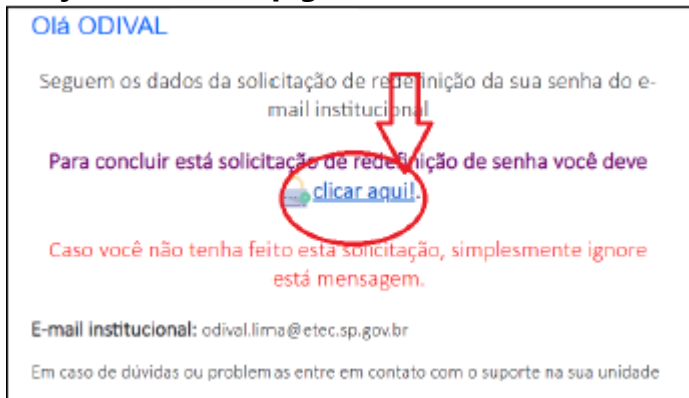 Olá ODIVAL
Seguem os dados da solicitação de redefinição da sua senha do e-
mail institucional
Para concluir está solicitação de redefinição de senha você deve
clicar aqui!.
Caso você não tenha feito esta solicitação, simplesmente ignore
está mensagem.
E-mail institucional: odival.lima@etec.sp.gov.br
Em caso de dúvidas ou problemas entre em contato com o suporte na sua unidade